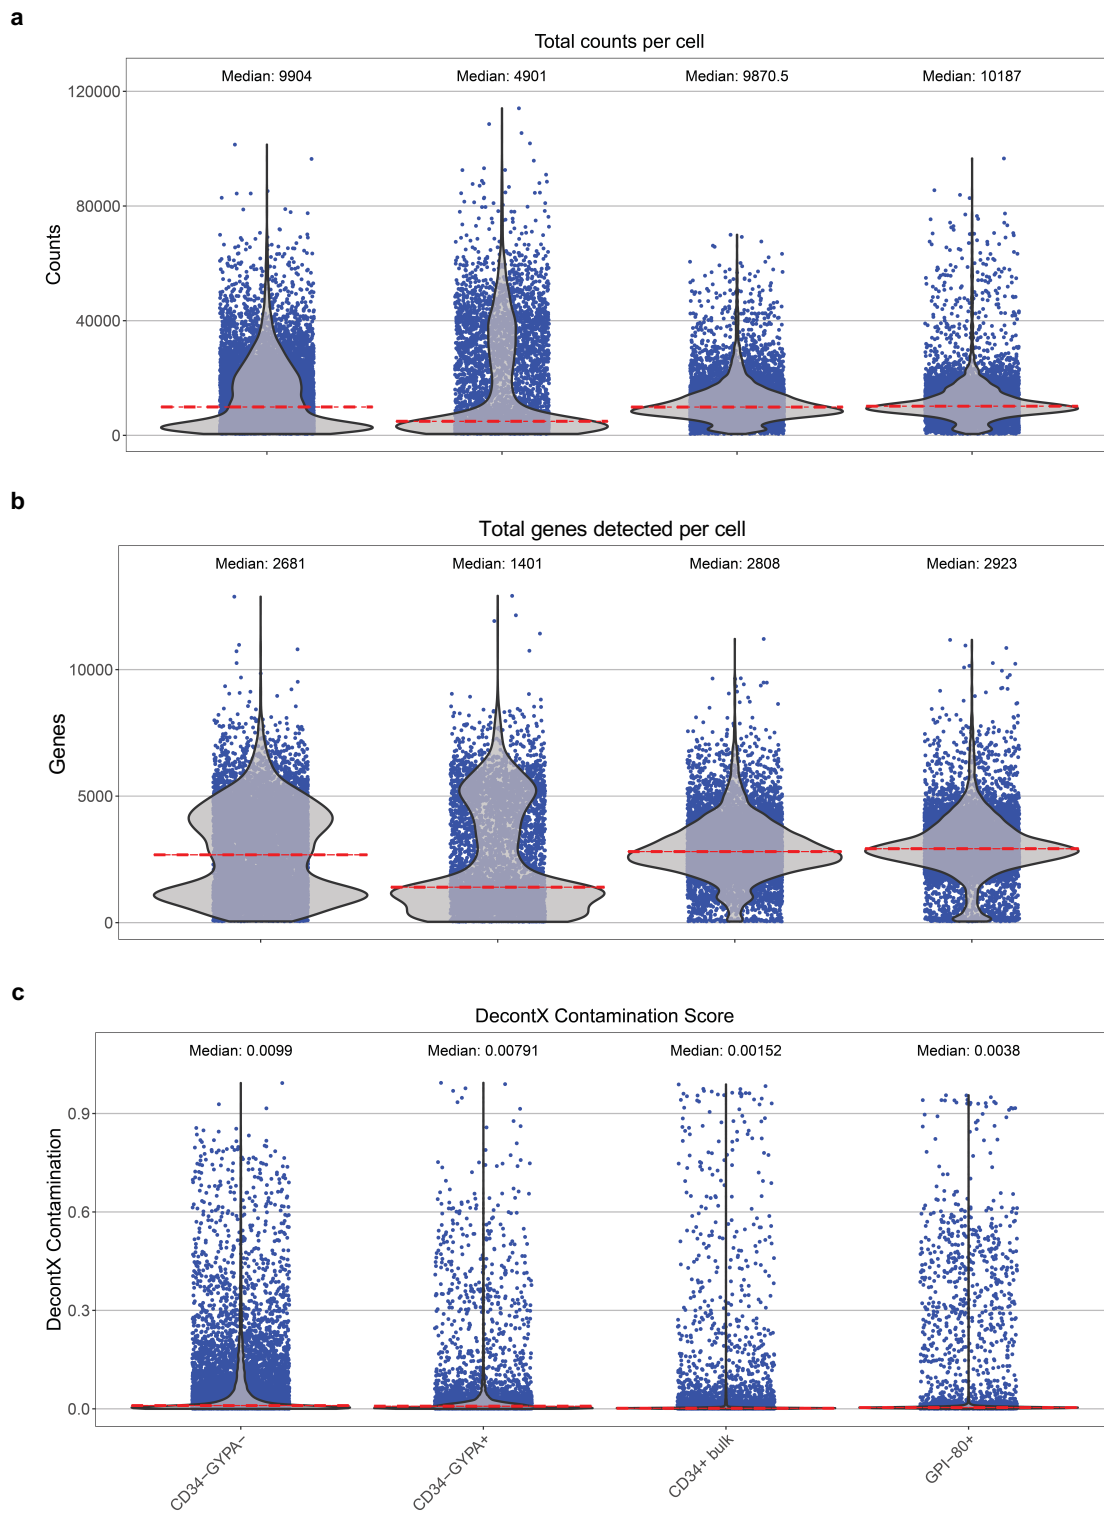 a
Total counts per cell
Median: 9904
Median: 4901
Median: 9870.5
Median: 10187
120000
80000
40000
0
Counts
b
Total genes detected per cell
Median: 2681
Median: 1401
Median: 2808
Median: 2923
10000
5000
0
Genes
c
DecontX Contamination Score
Median: 0.0099
Median: 0.00791
Median: 0.00152
Median: 0.0038
0.9
0.6
0.3
0.0
DecontX Contamination
CD34−GYPA−
CD34−GYPA+
CD34+ bulk
GPI−80+